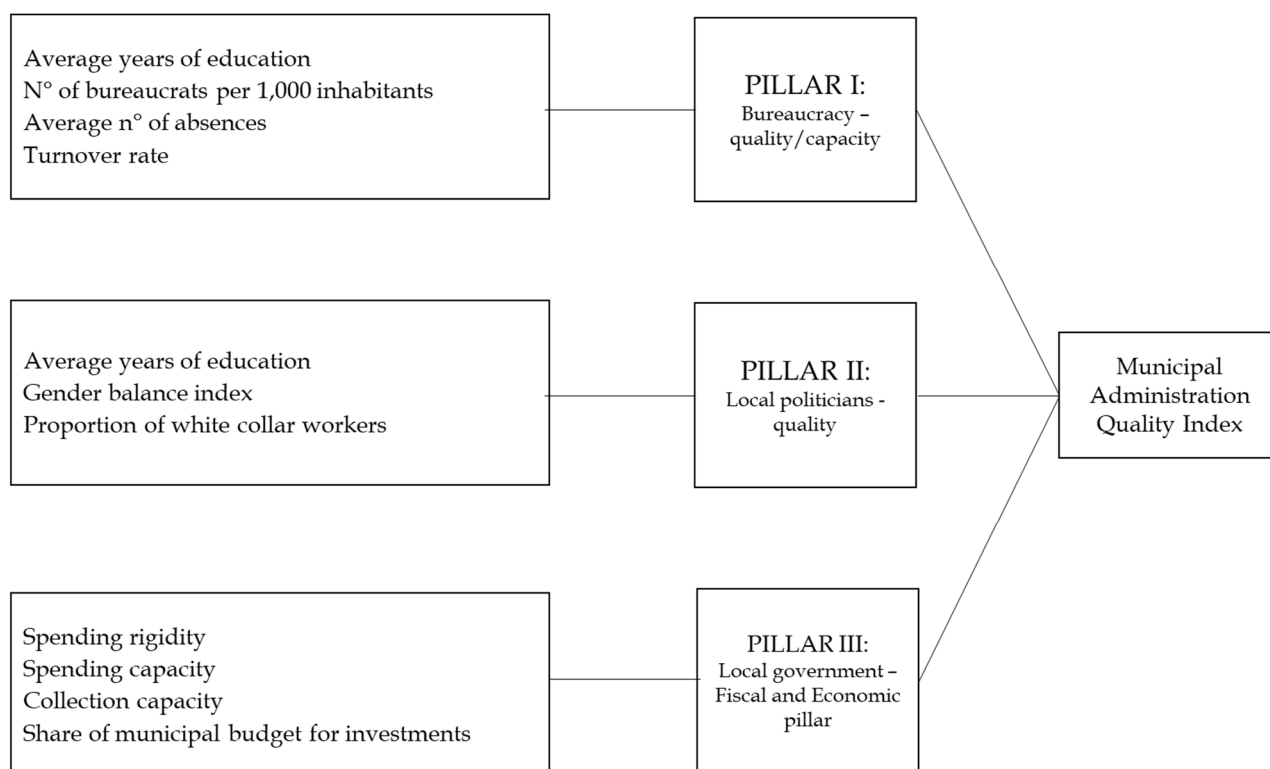 Average years of education
N° of bureaucrats per 1,000 inhabitants
Average n° of absences
Turnover rate
PILLAR I:
Bureaucracy –
quality/capacity
Average years of education
Gender balance index
Proportion of white collar workers
PILLAR II:
Local politicians -
quality
Municipal
Administration
Quality Index
Spending rigidity
Spending capacity
Collection capacity
Share of municipal budget for investments
PILLAR III:
Local government –
Fiscal and Economic
pillar